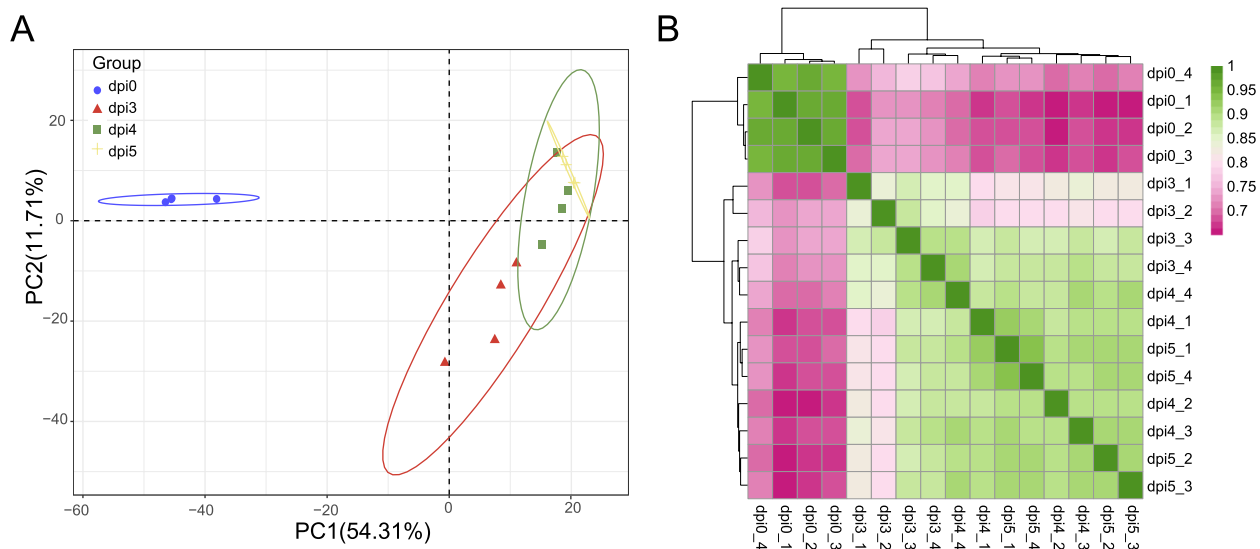 A
Group
dpi0
dpi3
dpi4
dpi5
20
0
−20
−40
−60
−40
−20
0
20
PC2(11.71%)
PC1(54.31%)
B
dpi0_4
dpi0_1
dpi0_2
dpi0_3
dpi3_1
dpi3_2
dpi3_3
dpi3_4
dpi4_4
dpi4_1
dpi5_1
dpi5_4
dpi4_2
dpi4_3
dpi5_2
dpi5_3
dpi0_4
dpi0_1
dpi0_2
dpi0_3
dpi3_1
dpi3_2
dpi3_3
dpi3_4
dpi4_4
dpi4_1
dpi5_1
dpi5_4
dpi4_2
dpi4_3
dpi5_2
dpi5_3
1
0.95
0.9
0.85
0.8
0.75
0.7